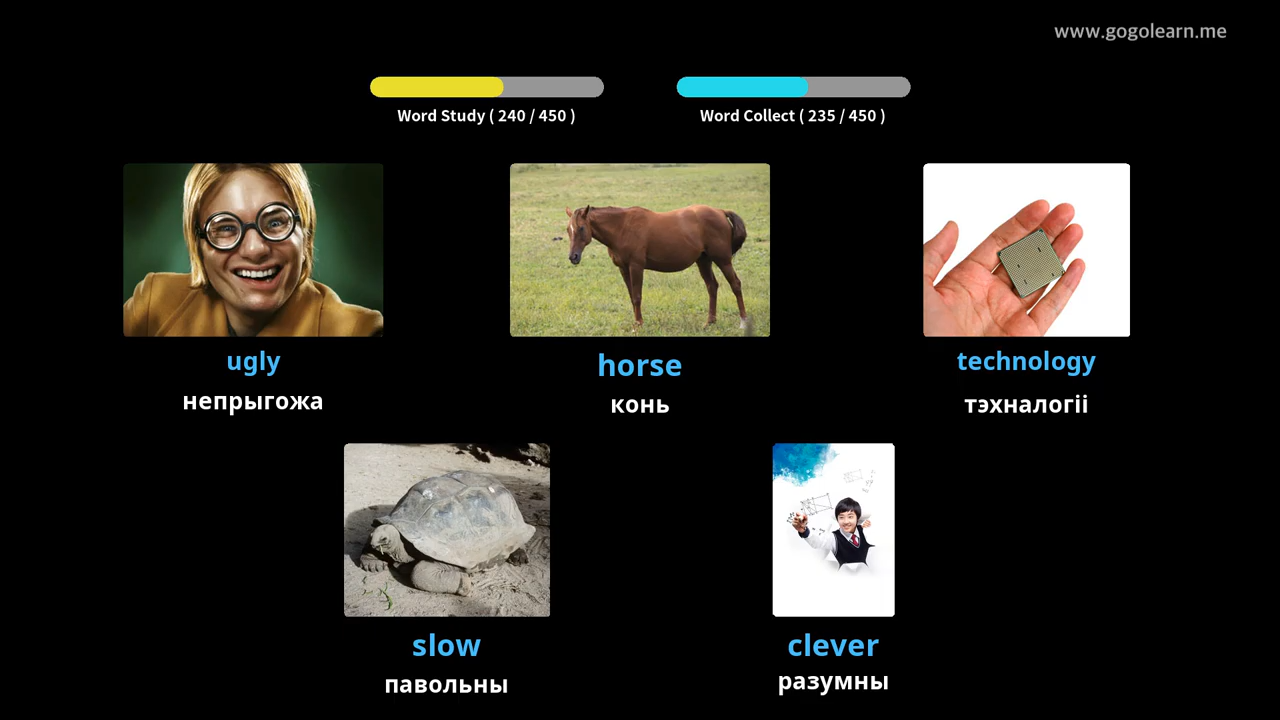 www.gogolearn.me
Word Study ( 240 / 450 )
Word Collect ( 235 / 450 )
ugly
непрыгожа
horse
конь
technology
тэхналогіі
slow
павольны
clever
разумны